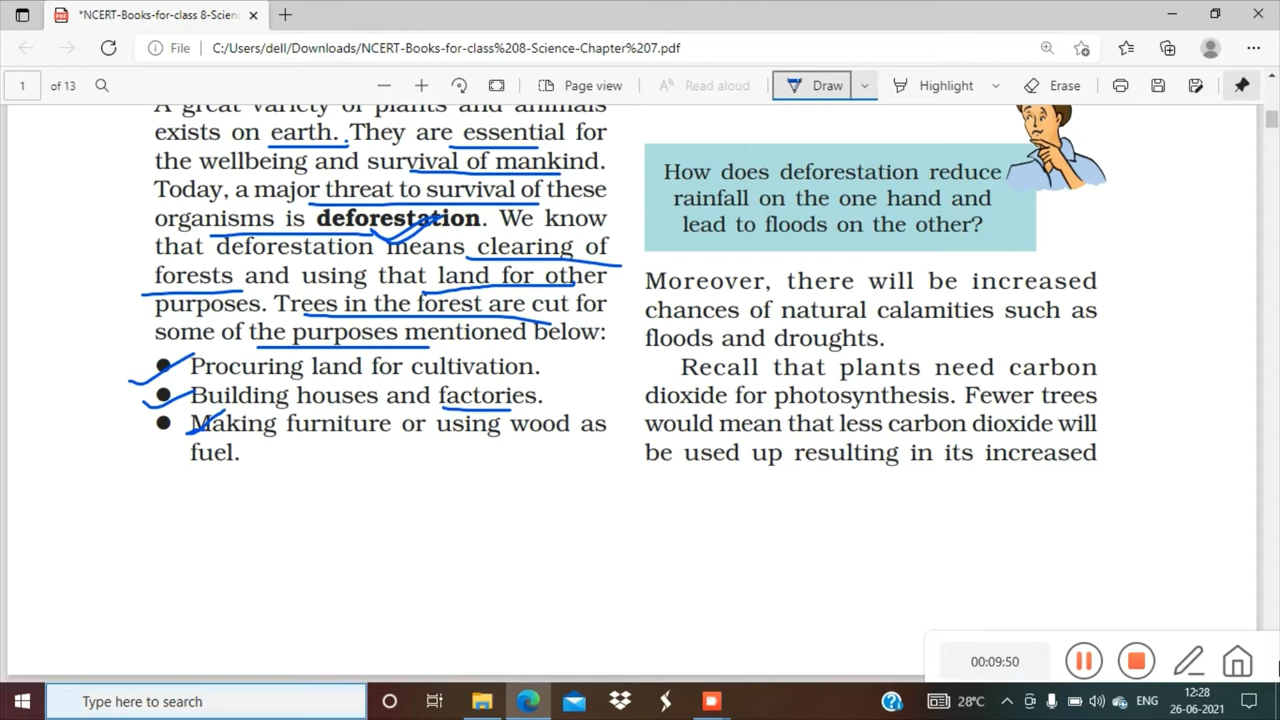 *NCERT-Books-for-class 8-Scien
File
C:/Users/dell/Downloads/NCERT-Books-for-class%208-Science-Chapter%207.pdf
1 of 13
Page view
Read aloud
Draw
Highlight
Erase
A great variety of plants and animals
exists on earth. They are essential for
the wellbeing and survival of mankind.
Today, a major threat to survival of these
organisms is deforestation. We know
that deforestation means clearing of
forests and using that land for other
purposes. Trees in the forest are cut for
some of the purposes mentioned below:
● Procuring land for cultivation.
● Building houses and factories.
● Making furniture or using wood as
fuel.
How does deforestation reduce
rainfall on the one hand and
lead to floods on the other?
Moreover, there will be increased
chances of natural calamities such as
floods and droughts.
Recall that plants need carbon
dioxide for photosynthesis. Fewer trees
would mean that less carbon dioxide will
be used up resulting in its increased
00:09:50
Type here to search
28°C
ENG
12:28
26-06-2021